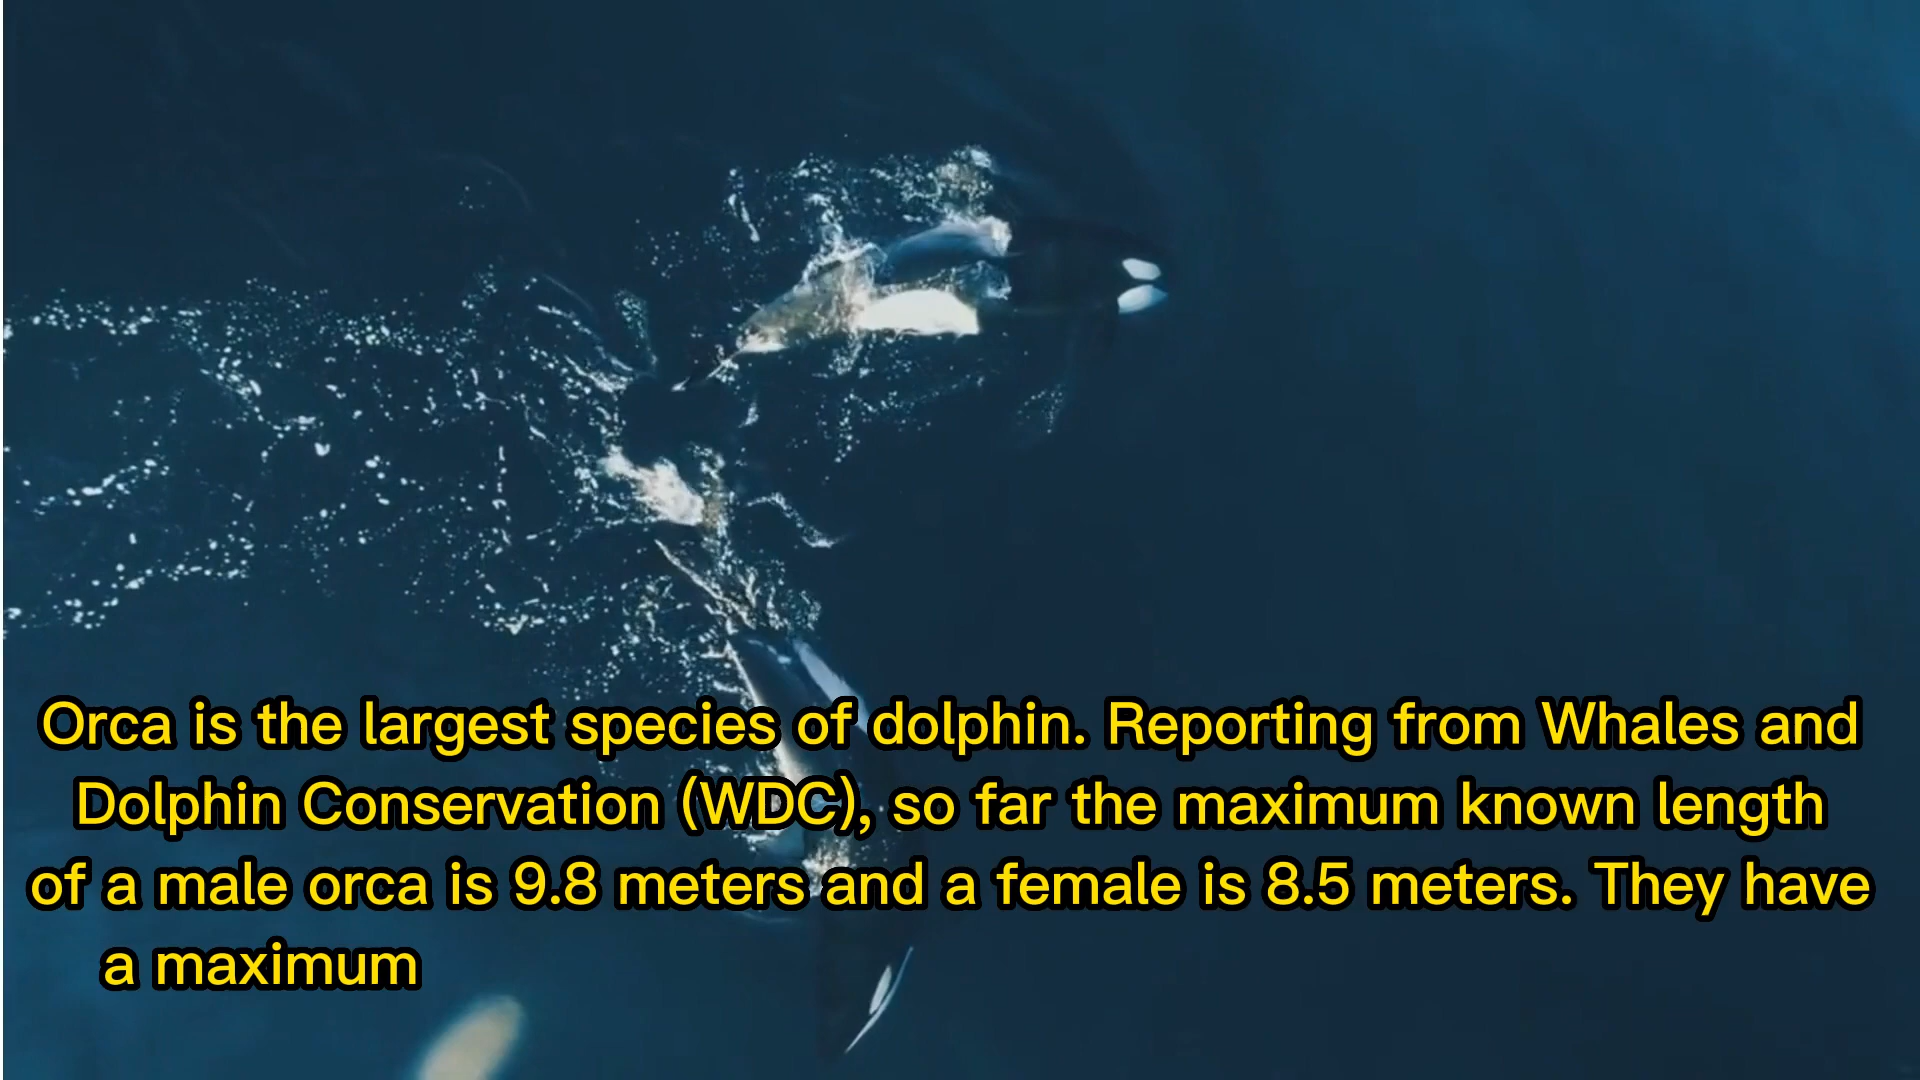 Orca is the largest species of dolphin. Reporting from Whales and
Dolphin Conservation (WDC), so far the maximum known length
of a male orca is 9.8 meters and a female is 8.5 meters. They have
a maximum